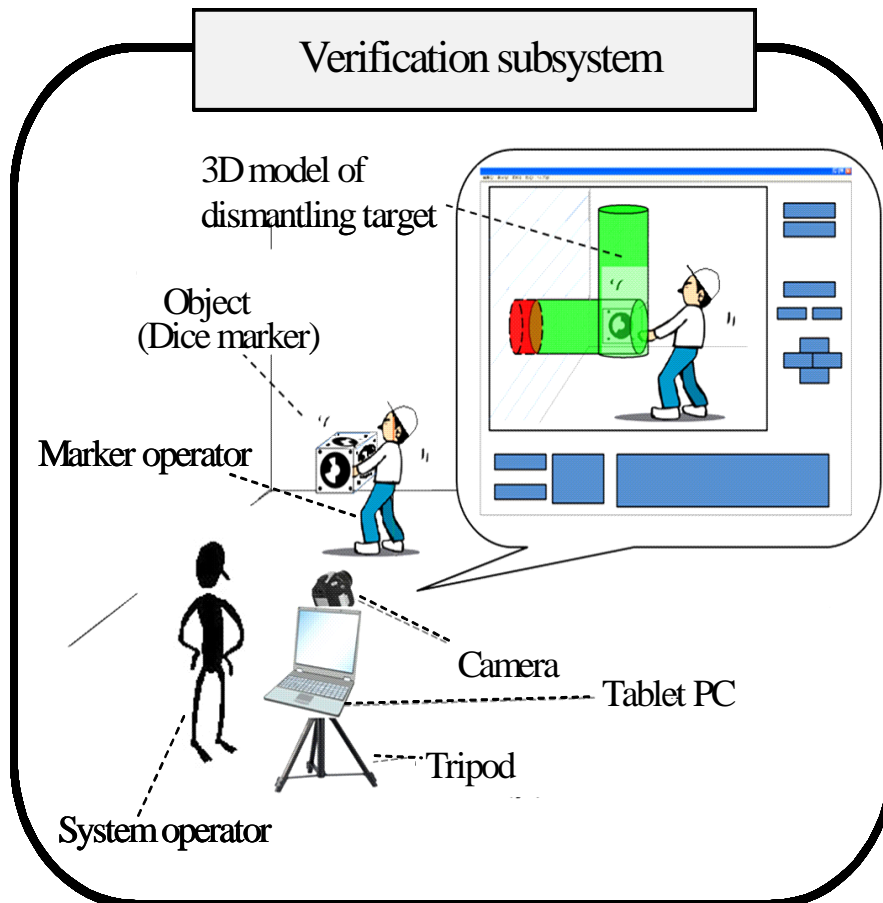 Verification subsystem
3D model of
dismantling target
Object
(Dice marker)
Marker operator
Camera
Tablet PC
Tripod
System operator